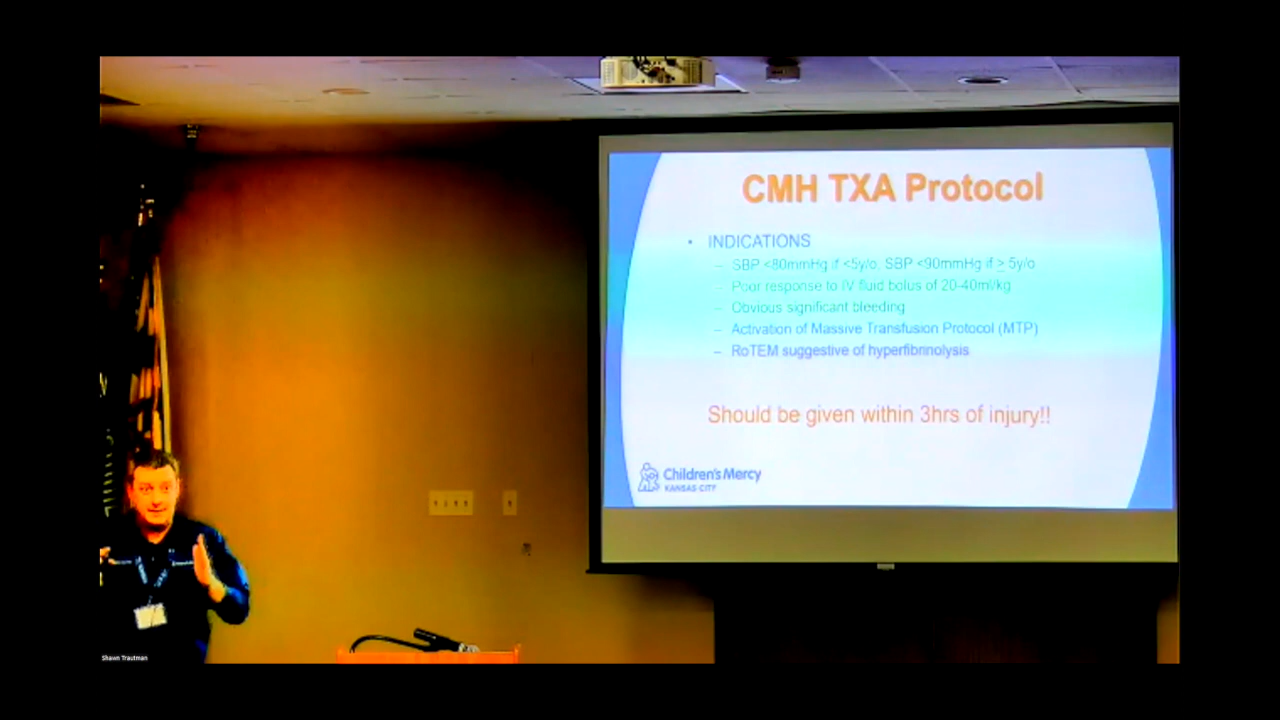 CMH TXA Protocol
• INDICATIONS
– SBP <80mmHg if <5y/o, SBP <90mmHg if ≥ 5y/o
– Poor response to IV fluid bolus of 20-40ml/kg
– Obvious significant bleeding
– Activation of Massive Transfusion Protocol (MTP)
– RoTEM suggestive of hyperfibrinolysis
Should be given within 3hrs of injury!!
Children's Mercy
KANSAS CITY
Shawn Trautman